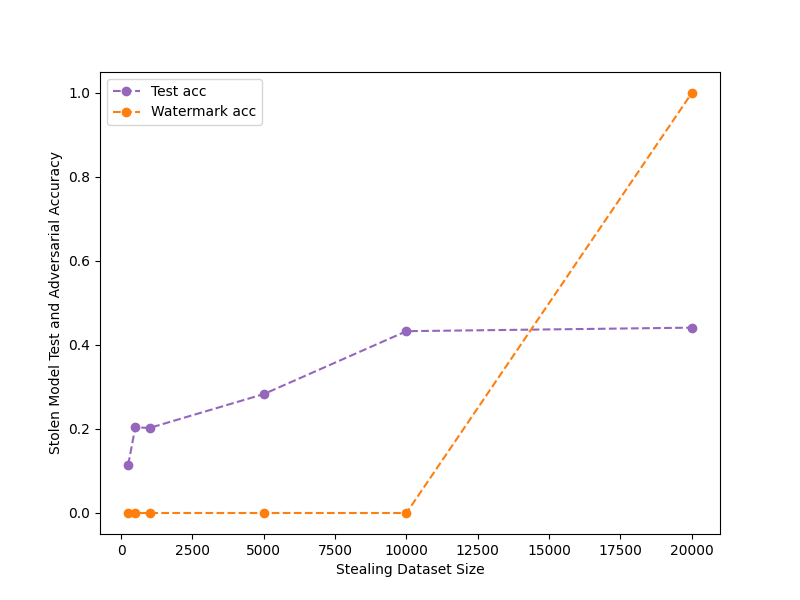 Test acc
Watermark acc
Stolen Model Test and Adversarial Accuracy
1.0
0.8
0.6
0.4
0.2
0.0
0 2500 5000 7500 10000 12500 15000 17500 20000
Stealing Dataset Size